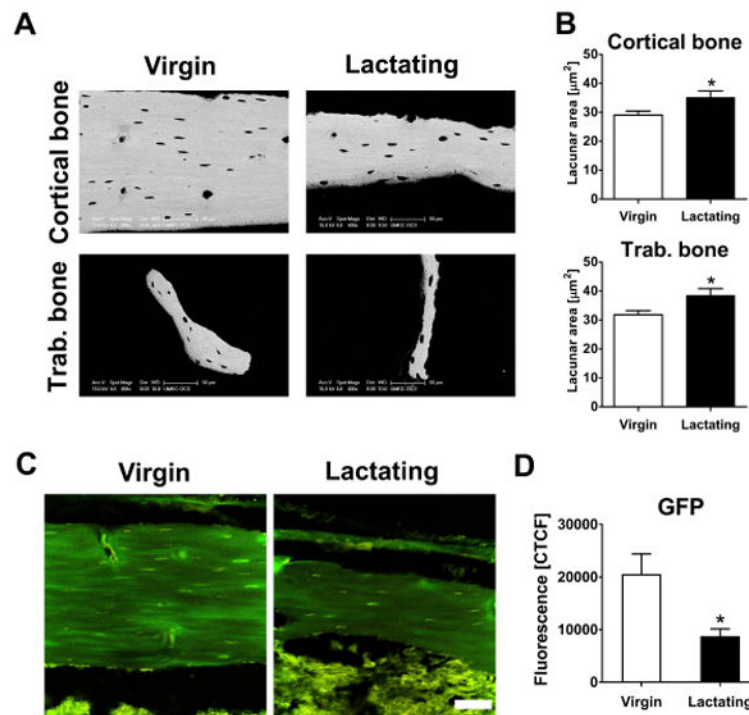 A
Virgin
Lactating
Cortical bone
Trab. bone
B
Cortical bone
Lacunar area [μm²]
50
40
30
20
10
0
*
Virgin
Lactating
Trab. bone
Lacunar area [μm²]
50
40
30
20
10
0
*
Virgin
Lactating
C
Virgin
Lactating
D
GFP
Fluorescence [CTCF]
30000
20000
10000
0
*
Virgin
Lactating